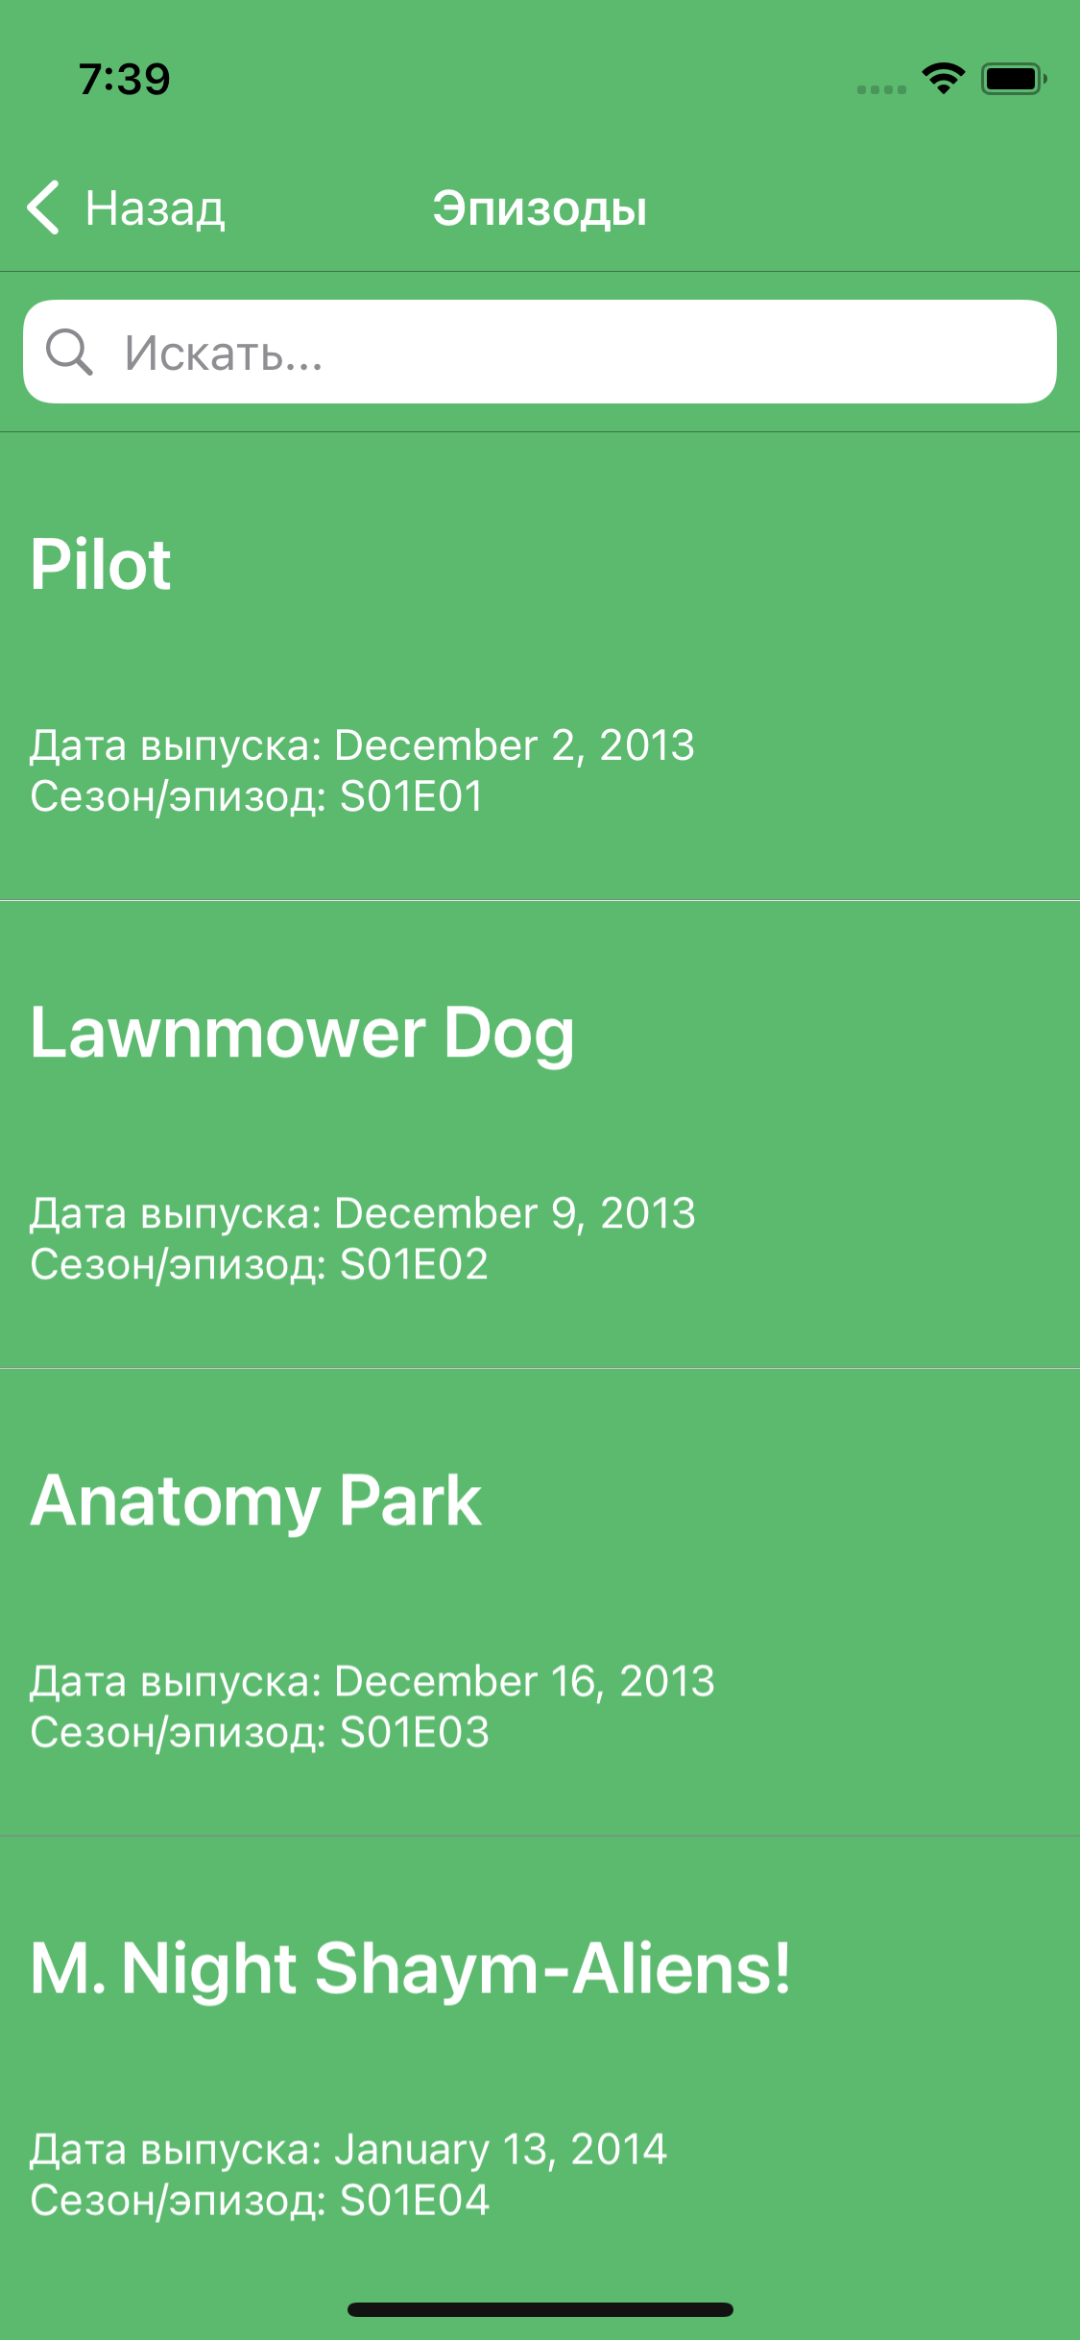 7:39
Назад
Эпизоды
Искать...
Pilot
Дата выпуска: December 2, 2013
Сезон/эпизод: S01E01
Lawnmower Dog
Дата выпуска: December 9, 2013
Сезон/эпизод: S01E02
Anatomy Park
Дата выпуска: December 16, 2013
Сезон/эпизод: S01E03
M. Night Shaym-Aliens!
Дата выпуска: January 13, 2014
Сезон/эпизод: S01E04